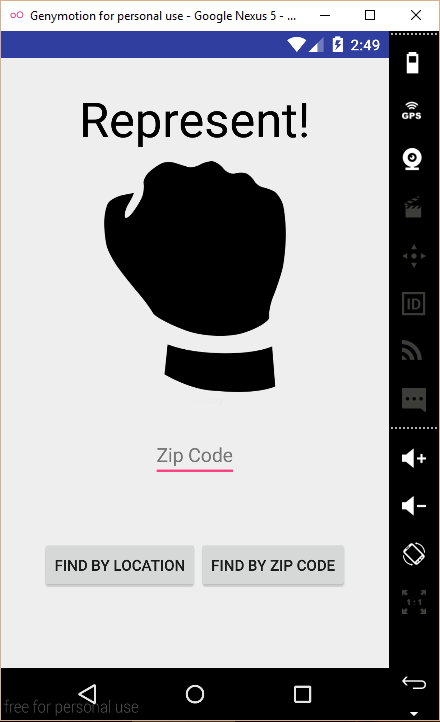 Genymotion for personal use - Google Nexus 5 - ...
2:49
Represent!
GPS
ID
Zip Code
FIND BY LOCATION FIND BY ZIP CODE
1:1
free for personal use